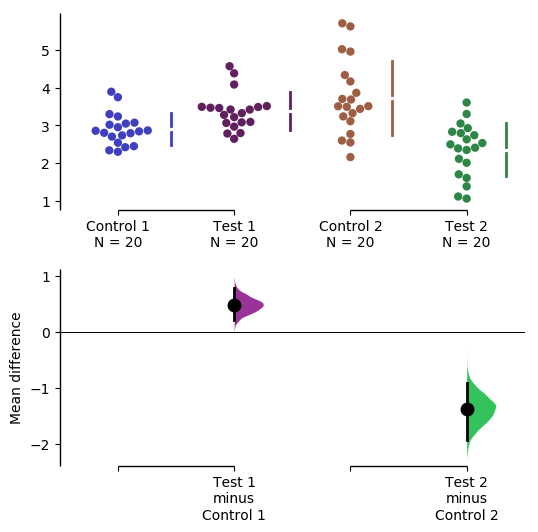 5
4
3
2
1
Control 1
N = 20
Test 1
N = 20
Control 2
N = 20
Test 2
N = 20
Mean difference
1
0
−1
−2
Test 1
minus
Control 1
Test 2
minus
Control 2